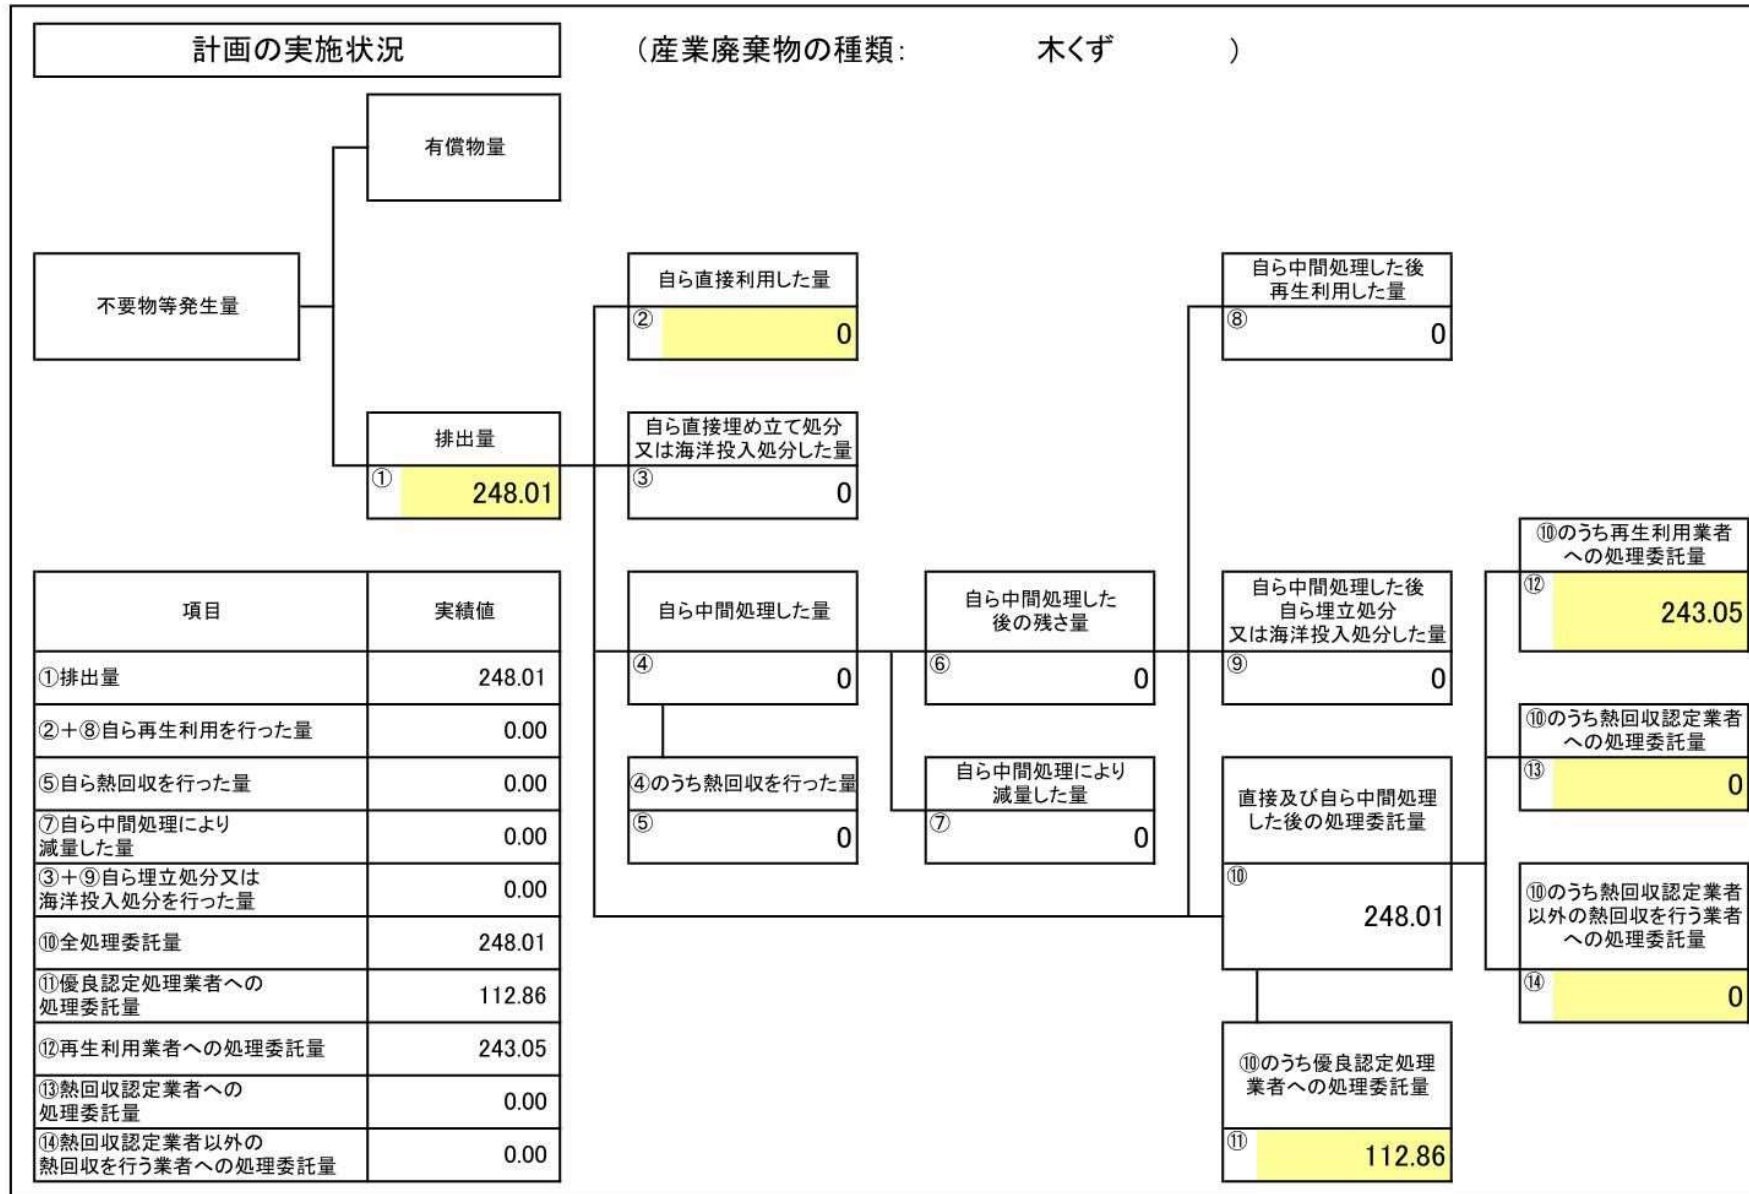 計画の実施状況
（産業廃棄物の種類： 木くず ）
有償物量
不要物等発生量
排出量
① 248.01
自ら直接利用した量
② 0
自ら直接埋め立て処分
又は海洋投入処分した量
③ 0
自ら中間処理した量
④ 0
④のうち熱回収を行った量
⑤ 0
自ら中間処理した
後の残さ量
⑥ 0
自ら中間処理により
減量した量
⑦ 0
自ら中間処理した後
再生利用した量
⑧ 0
自ら中間処理した後
自ら埋立処分
又は海洋投入処分した量
⑨ 0
直接及び自ら中間処理
した後の処理委託量
⑩
248.01
⑩のうち優良認定処理
業者への処理委託量
⑪ 112.86
⑩のうち再生利用業者
への処理委託量
⑫
243.05
⑩のうち熱回収認定業者
への処理委託量
⑬ 0
⑩のうち熱回収認定業者
以外の熱回収を行う業者
への処理委託量
⑭ 0
項目 実績値
①排出量 248.01
②＋⑧自ら再生利用を行った量 0.00
⑤自ら熱回収を行った量 0.00
⑦自ら中間処理により
減量した量 0.00
③＋⑨自ら埋立処分又は
海洋投入処分を行った量 0.00
⑩全処理委託量 248.01
⑪優良認定処理業者への
処理委託量 112.86
⑫再生利用業者への処理委託量 243.05
⑬熱回収認定業者への
処理委託量 0.00
⑭熱回収認定業者以外の
熱回収を行う業者への処理委託量 0.00